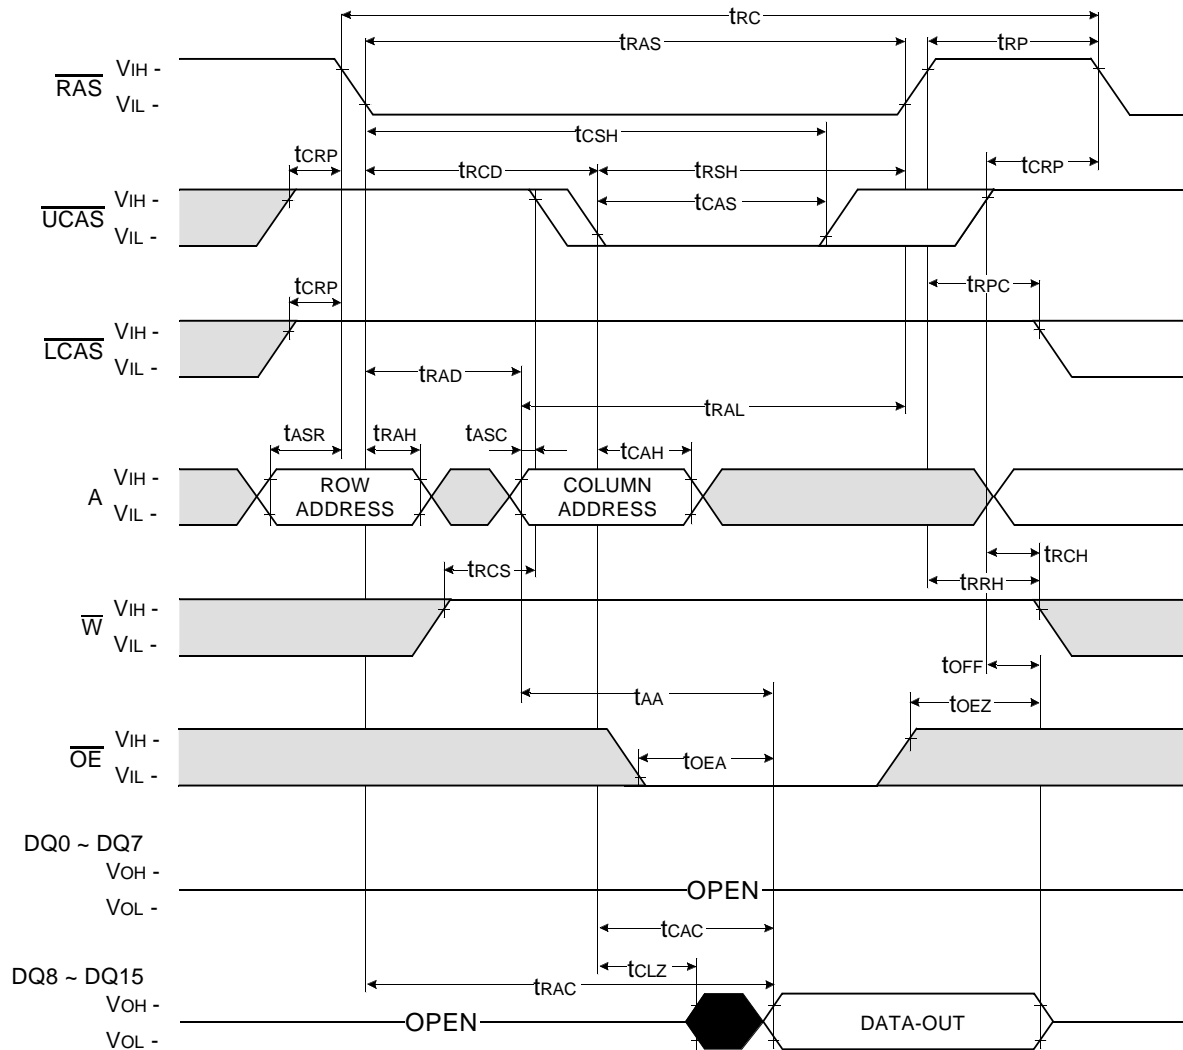 tRC
tRAS
tRP
RAS
VIH -
VIL -
tCSH
tCRP
tRCD
tRSH
tCRP
UCAS
VIH -
VIL -
tCAS
tCRP
tRPC
LCAS
VIH -
VIL -
tRAD
tRAL
tASR
tRAH
tASC
tCAH
A
VIH -
VIL -
ROW
ADDRESS
COLUMN
ADDRESS
tRCS
tRCH
tRRH
W
VIH -
VIL -
tOFF
tAA
tOEZ
OE
VIH -
VIL -
tOEA
DQ0 ~ DQ7
VOH -
VOL -
OPEN
tCAC
tCLZ
DQ8 ~ DQ15
tRAC
VOH -
VOL -
OPEN
DATA-OUT